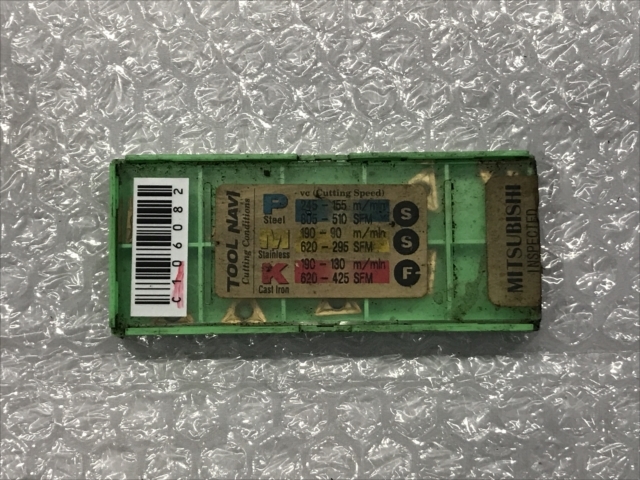 C106082
TOOL NAVI
Cutting Conditions
vc (Cutting Speed)
P
Steel
155 m/min
510 SFM
S
M
Stainless
190 - 90 m/min
620 - 295 SFM
S
K
Cast Iron
190 - 130 m/min
620 - 425 SFM
F
MITSUBISHI
INSPECTED